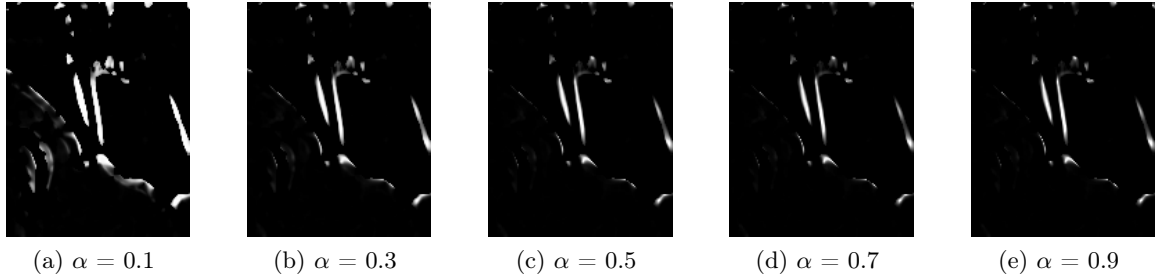 (a) α = 0.1
(b) α = 0.3
(c) α = 0.5
(d) α = 0.7
(e) α = 0.9